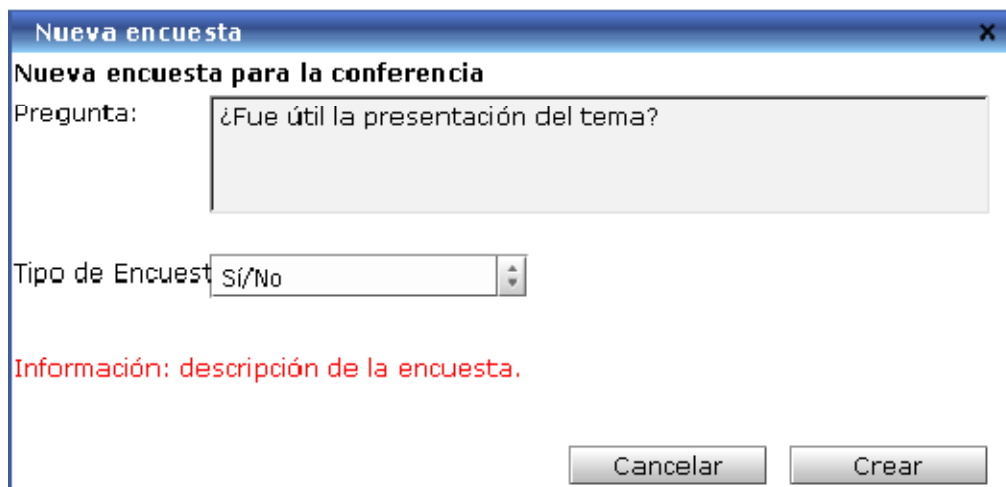 Nueva encuesta
Nueva encuesta para la conferencia
Pregunta:
¿Fue útil la presentación del tema?
Tipo de Encuest
Sí/No
Información: descripción de la encuesta.
Cancelar
Crear